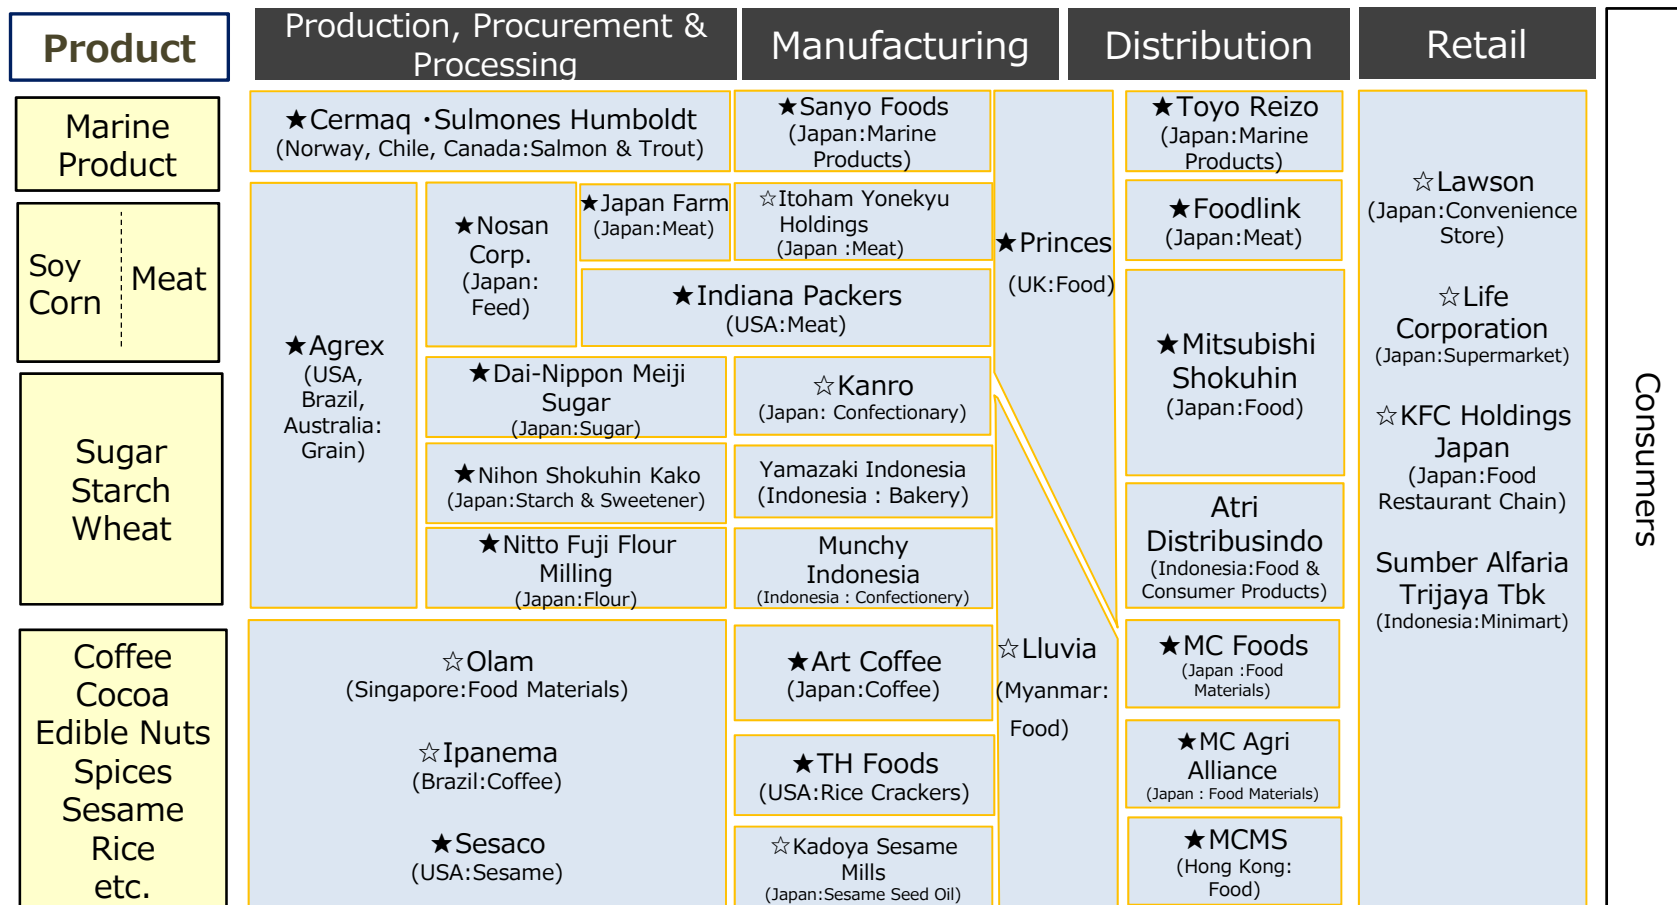 Product
Production, Procurement &
Processing
Manufacturing
Distribution
Retail
Marine
Product
Soy
Corn
Meat
Sugar
Starch
Wheat
Coffee
Cocoa
Edible Nuts
Spices
Sesame
Rice
etc.
★Cermaq ・Sulmones Humboldt
(Norway, Chile, Canada:Salmon & Trout)
★Agrex
(USA,
Brazil,
Australia:
Grain)
★Nosan
Corp.
(Japan:
Feed)
★Japan Farm
(Japan:Meat)
★Indiana Packers
(USA:Meat)
★Dai-Nippon Meiji
Sugar
(Japan:Sugar)
★Nihon Shokuhin Kako
(Japan:Starch & Sweetener)
★Nitto Fuji Flour
Milling
(Japan:Flour)
☆Olam
(Singapore:Food Materials)
☆Ipanema
(Brazil:Coffee)
★Sesaco
(USA:Sesame)
★Sanyo Foods
(Japan:Marine
Products)
☆Itoham Yonekyu
Holdings
(Japan :Meat)
☆Kanro
(Japan: Confectionary)
Yamazaki Indonesia
(Indonesia : Bakery)
Munchy
Indonesia
(Indonesia : Confectionery)
★Art Coffee
(Japan:Coffee)
★TH Foods
(USA:Rice Crackers)
☆Kadoya Sesame
Mills
(Japan:Sesame Seed Oil)
★Princes
(UK:Food)
☆Lluvia
(Myanmar:
Food)
★Toyo Reizo
(Japan:Marine
Products)
★Foodlink
(Japan:Meat)
★Mitsubishi
Shokuhin
(Japan:Food)
Atri
Distribusindo
(Indonesia:Food &
Consumer Products)
★MC Foods
(Japan :Food
Materials)
★MC Agri
Alliance
(Japan : Food Materials)
★MCMS
(Hong Kong:
Food)
☆Lawson
(Japan:Convenience
Store)
☆Life
Corporation
(Japan:Supermarket)
☆KFC Holdings
Japan
(Japan:Food
Restaurant Chain)
Sumber Alfaria
Trijaya Tbk
(Indonesia:Minimart)
Consumers